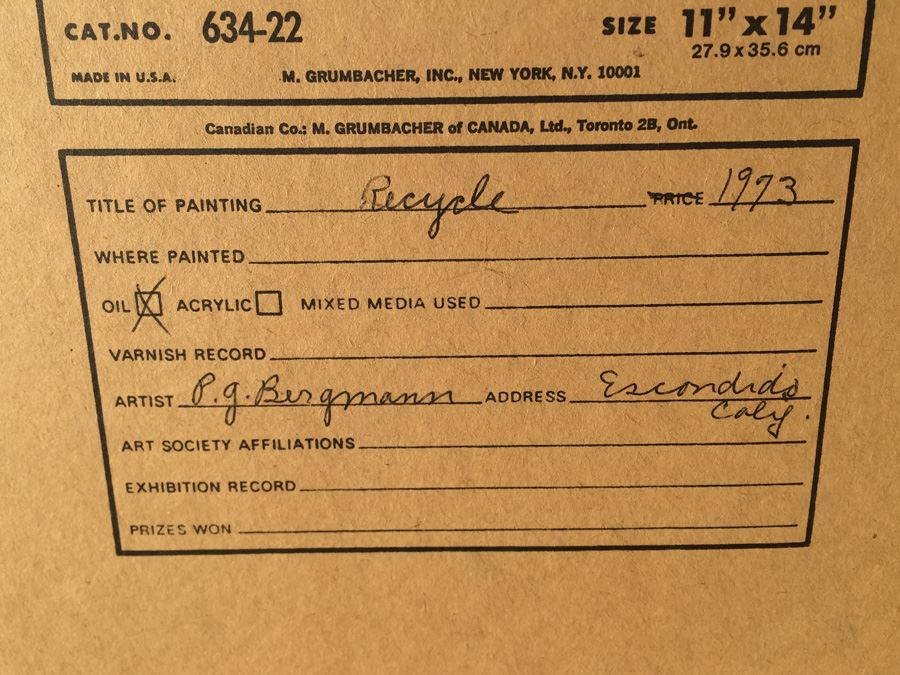 CAT.NO. 634-22 SIZE 11” x 14”
27.9 x 35.6 cm
MADE IN U.S.A. M. GRUMBACHER, INC., NEW YORK, N.Y. 10001
Canadian Co.: M. GRUMBACHER of CANADA, Ltd., Toronto 2B, Ont.
TITLE OF PAINTING Recycle PRICE 1973
WHERE PAINTED
OIL ACRYLIC MIXED MEDIA USED
VARNISH RECORD
ARTIST P.G. Bergmann ADDRESS Escondido
Calif.
ART SOCIETY AFFILIATIONS
EXHIBITION RECORD
PRIZES WON